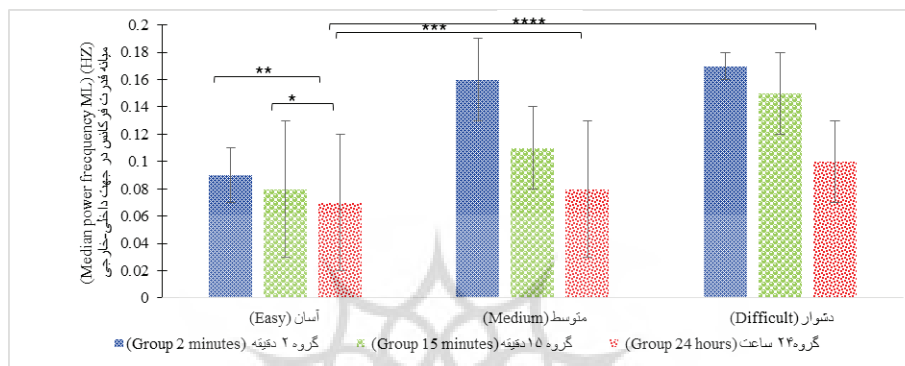 میانه قدرت فرکانس در جهت داخلی-خارجی
(Median power frecquency ML) (HZ)
0.2
0.18
0.16
0.14
0.12
0.1
0.08
0.06
0.04
0.02
0
****
***
**
*
آسان (Easy)
متوسط (Medium)
دشوار (Difficult)
گروه ۲ دقیقه (Group 2 minutes)
گروه ۱۵دقیقه (Group 15 minutes)
گروه۲۴ ساعت (Group 24 hours)